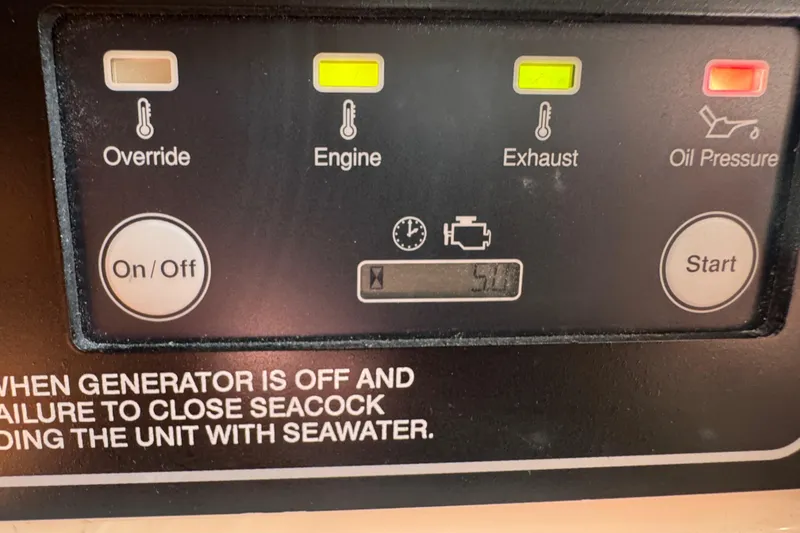 Override Engine Exhaust Oil Pressure
On/Off
Start
WHEN GENERATOR IS OFF AND
AILURE TO CLOSE SEACOCK
DING THE UNIT WITH SEAWATER.